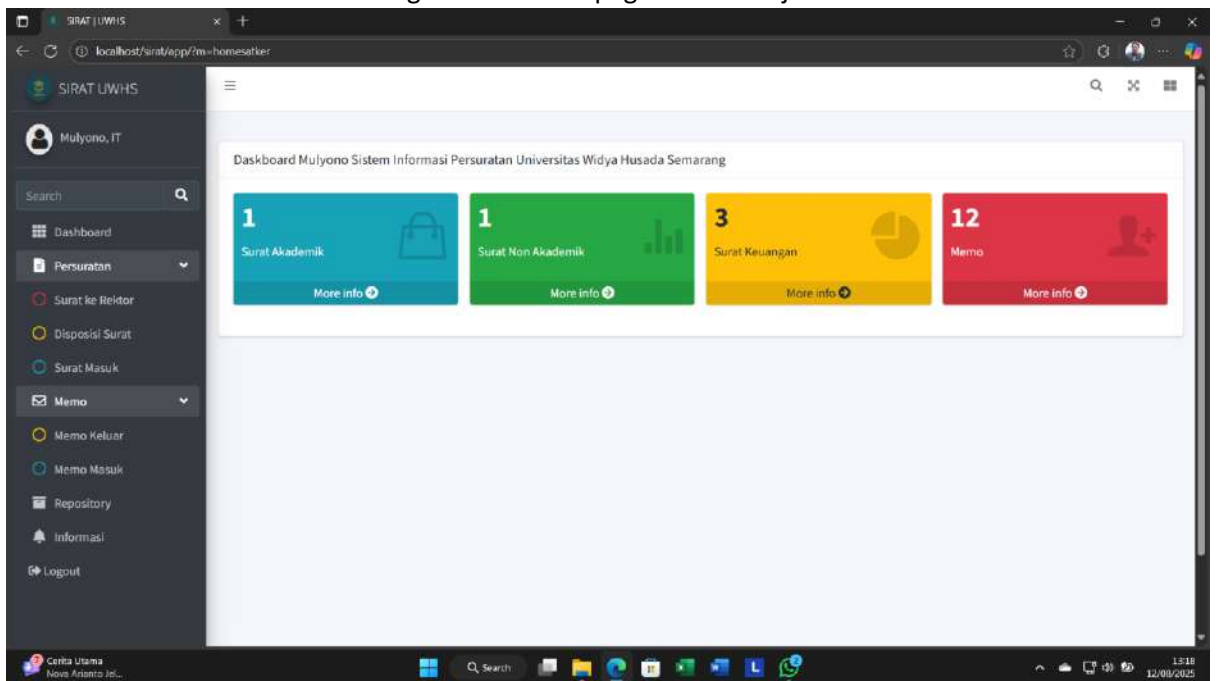 SIRAT | UWHS
localhost/sirat/app/?m=homesatker
SIRAT UWHS
Mulyono, IT
Search
Dashboard
Persuratan
Surat ke Rektor
Disposisi Surat
Surat Masuk
Memo
Memo Keluar
Memo Masuk
Repository
Informasi
Logout
Daskboard Mulyono Sistem Informasi Persuratan Universitas Widya Husada Semarang
1
Surat Akademik
More info
1
Surat Non Akademik
More info
3
Surat Keuangan
More info
12
Memo
More info
Cerita Utama
Nova Arianto Jel...
Search
13:18
12/08/2025